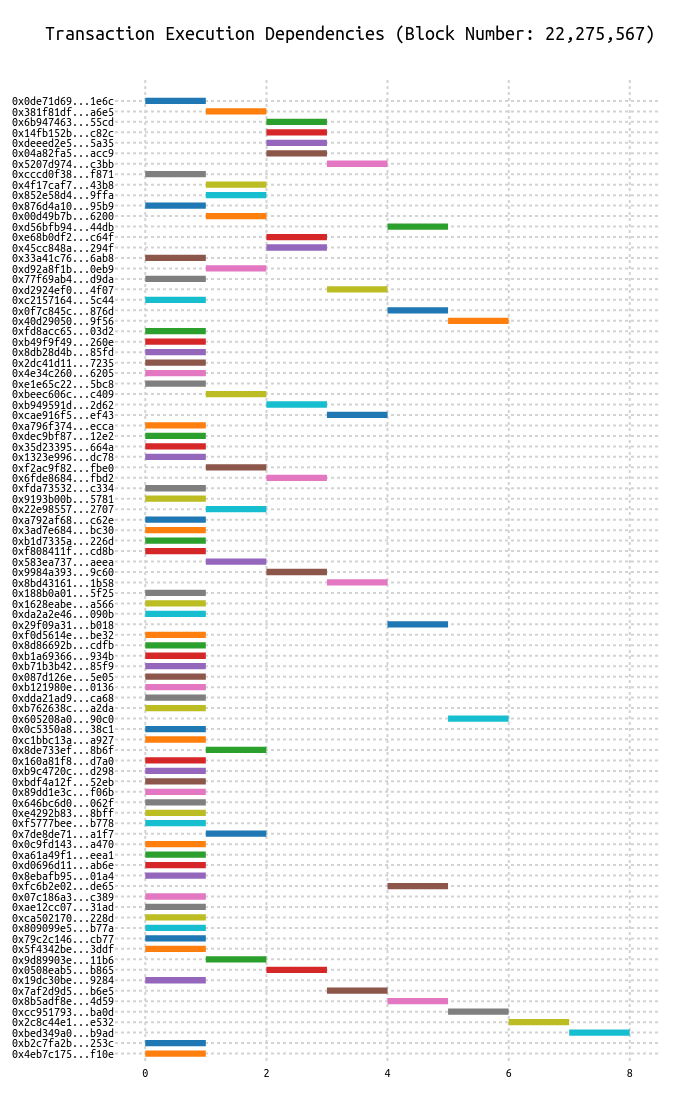 Transaction Execution Dependencies (Block Number: 22,275,567)
0x0de71d69...1e6c
0x381f81df...a6e5
0x6b947463...55cd
0x14fb152b...c82c
0xdeeed2e5...5a35
0x04a82fa5...acc9
0x5207d974...c3bb
0xcccd0f38...f871
0x4f17caf7...43b8
0x852e58d4...9ffa
0x876d4a10...95b9
0x00d49b7b...6200
0xd56bfb94...44db
0xe68b0df2...c64f
0x45cc848a...294f
0x33a41c76...6ab8
0xd92a8f1b...0eb9
0x77f69ab4...d9da
0xd2924ef0...4f07
0xc2157164...5c44
0x0f7c845c...876d
0x40d29050...9f56
0xfd8acc65...03d2
0xb49f9f49...260e
0x8db28d4b...85fd
0x2dc41d11...7235
0x4e34c260...6205
0xe1e65c22...5bc8
0xbeec606c...c409
0xb949591d...2d62
0xcae916f5...ef43
0xa796f374...ecca
0xdec9bf87...12e2
0x35d23395...664a
0x1323e996...dc78
0xf2ac9f82...fbe0
0x6fde8684...fbd2
0xfda73532...c334
0x9193b00b...5781
0x22e98557...2707
0xa792af68...c62e
0x3ad7e684...bc30
0xb1d7335a...226d
0xf808411f...cd8b
0x583ea737...aeea
0x9984a393...9c60
0x8bd43161...1b58
0x188b0a01...5f25
0x1628eabe...a566
0xda2a2e46...090b
0x29f09a31...b018
0xf0d5614e...be32
0x8d86692b...cdfb
0xb1a69366...934b
0xb71b3b42...85f9
0x087d126e...5e05
0xb121980e...0136
0xdda21ad9...ca68
0xb762638c...a2da
0x605208a0...90c0
0x0c5350a8...38c1
0xc1bbc13a...a927
0x8de733ef...8b6f
0x160a81f8...d7a0
0xb9c4720c...d298
0xbdf4a12f...52eb
0x89dd1e3c...f06b
0x646bc6d0...062f
0xe4292b83...8bff
0xf5777bee...b778
0x7de8de71...a1f7
0x0c9fd143...a470
0xa61a49f1...eea1
0xd0696d11...ab6e
0x8ebafb95...01a4
0xfc6b2e02...de65
0x07c186a3...c389
0xae12cc07...31ad
0xca502170...228d
0x809099e5...b77a
0x79c2c146...cb77
0x5f4342be...3ddf
0x9d89903e...11b6
0x0508eab5...b865
0x19dc30be...9284
0x7af2d9d5...b6e5
0x8b5adf8e...4d59
0xcc951793...ba0d
0x2c8c44e1...e532
0xbed349a0...b9ad
0xb2c7fa2b...253c
0x4eb7c175...f10e
0 2 4 6 8